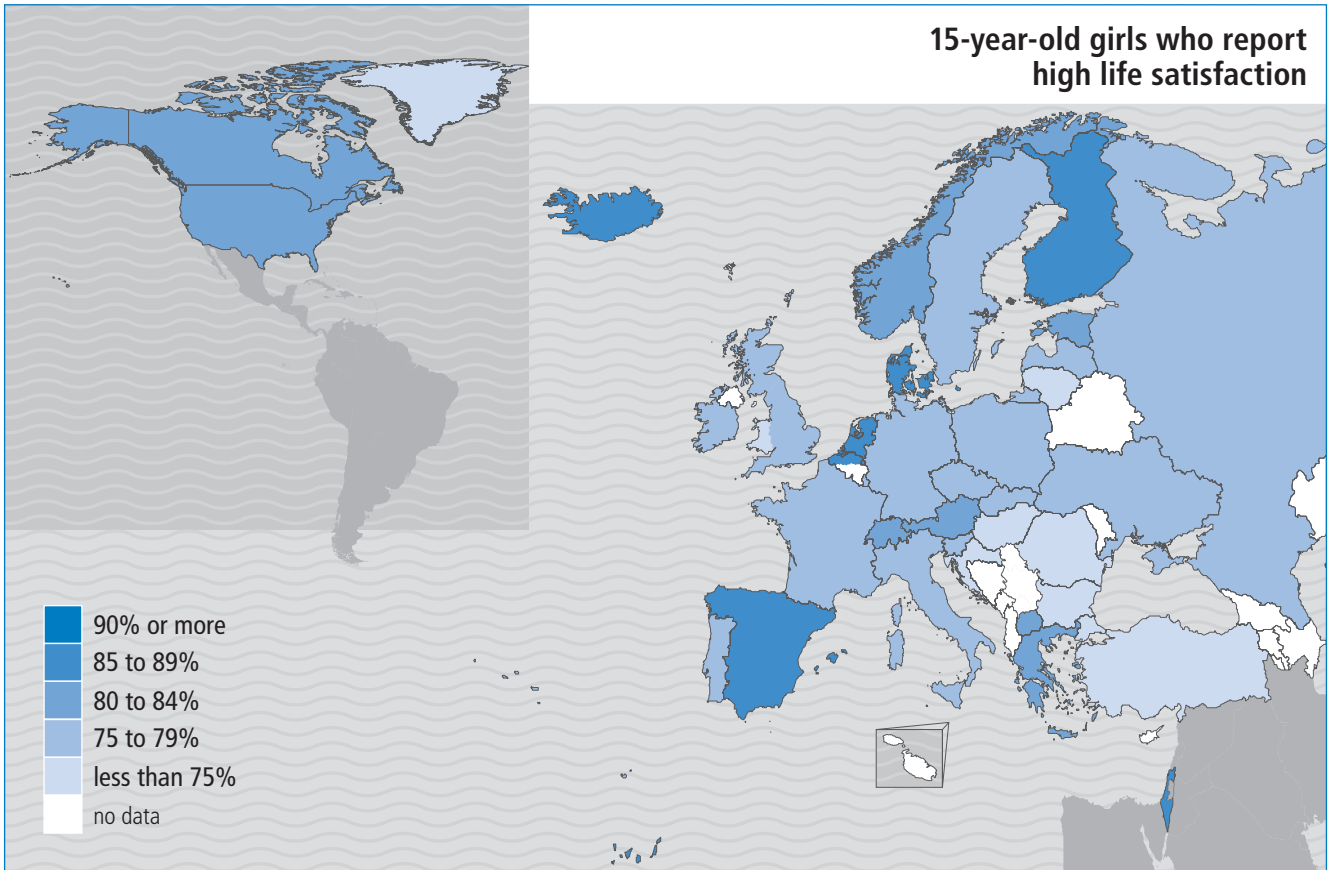 15-year-old girls who report
high life satisfaction
90% or more
85 to 89%
80 to 84%
75 to 79%
less than 75%
no data